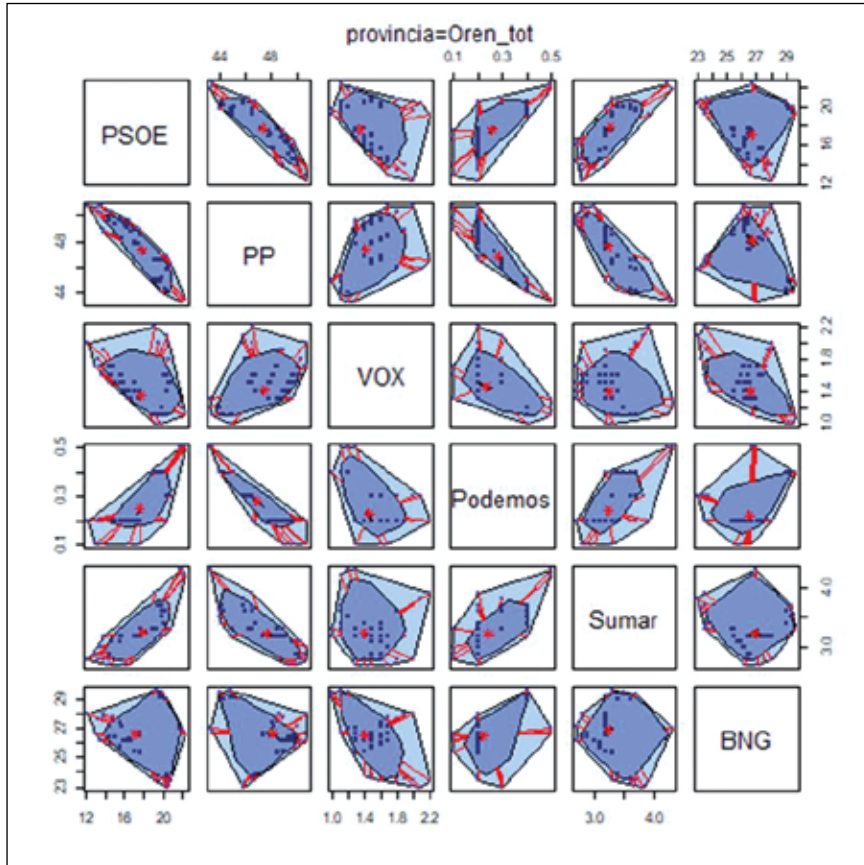 provincia=Oren_tot
44 48
0.1 0.3 0.5
23 25 27 29
PSOE
12 16 20
44 48
PP
VOX
1.0 1.4 1.8 2.2
0.1 0.3 0.5
Podemos
Sumar
3.0 4.0
23 25 27 29
BNG
12 16 20
1.0 1.4 1.8 2.2
3.0 4.0